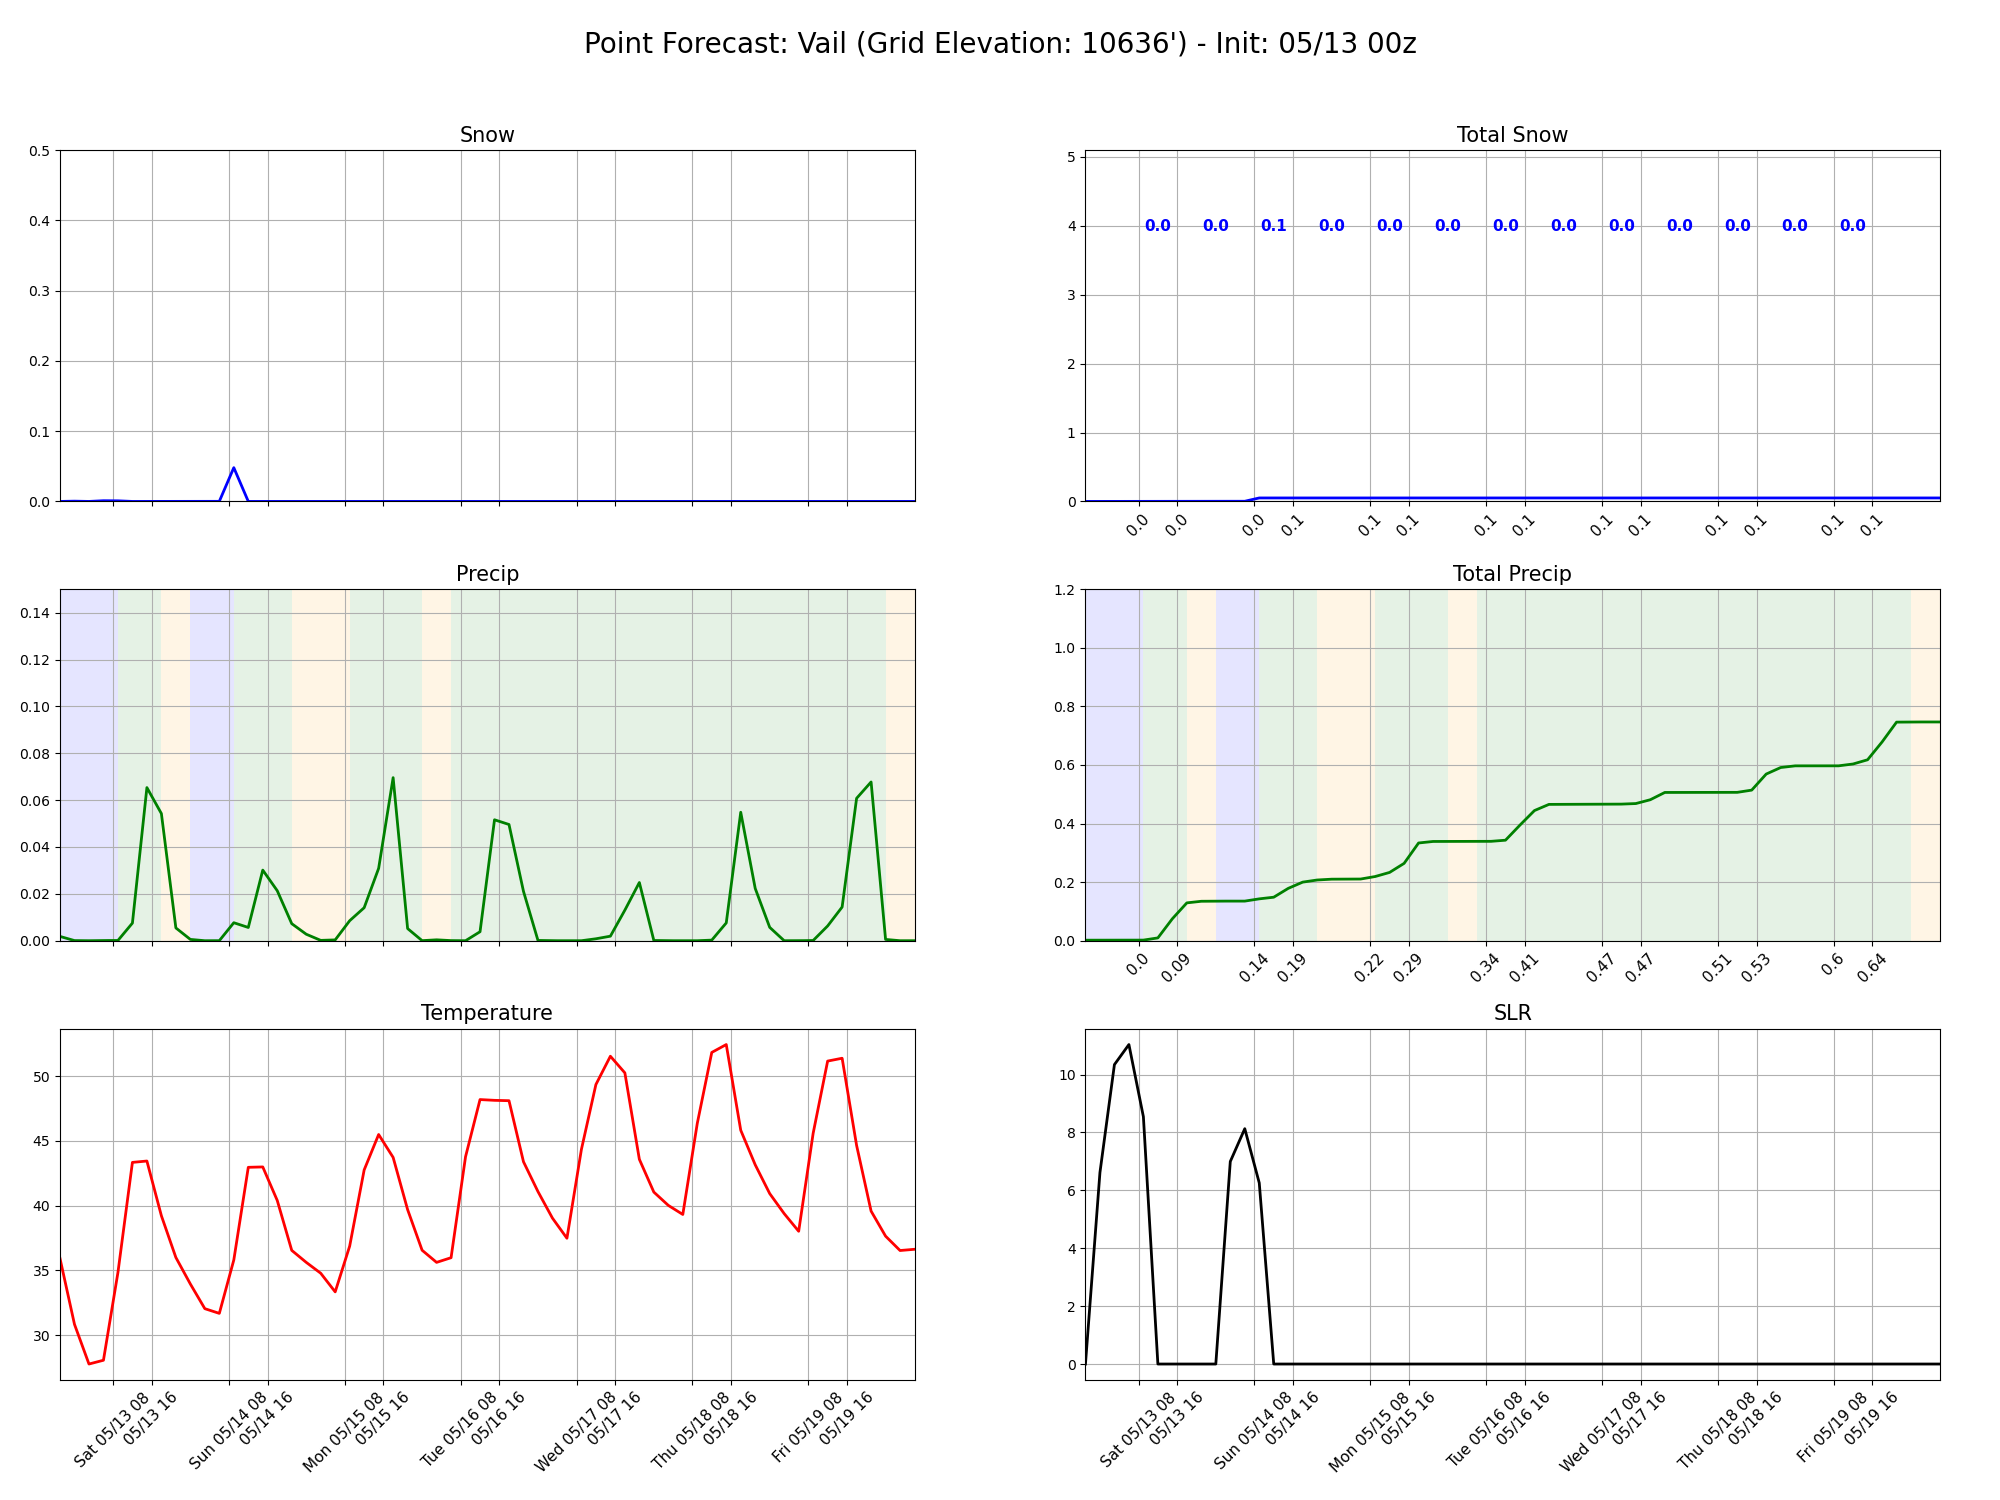 Point Forecast: Vail (Grid Elevation: 10636') - Init: 05/13 00z
Snow
0.5
0.4
0.3
0.2
0.1
0.0
Total Snow
5
4
3
2
1
0
0.0 0.0 0.1 0.0 0.0 0.0 0.0 0.0 0.0 0.0 0.0 0.0 0.0
0.0 0.0 0.0 0.1 0.1 0.1 0.1 0.1 0.1 0.1 0.1 0.1 0.1 0.1
Precip
0.14
0.12
0.10
0.08
0.06
0.04
0.02
0.00
Total Precip
1.2
1.0
0.8
0.6
0.4
0.2
0.0
0.0 0.09 0.14 0.19 0.22 0.29 0.34 0.41 0.47 0.47 0.51 0.53 0.6 0.64
Temperature
50
45
40
35
30
Sat 05/13 08
05/13 16
Sun 05/14 08
05/14 16
Mon 05/15 08
05/15 16
Tue 05/16 08
05/16 16
Wed 05/17 08
05/17 16
Thu 05/18 08
05/18 16
Fri 05/19 08
05/19 16
SLR
10
8
6
4
2
0
Sat 05/13 08
05/13 16
Sun 05/14 08
05/14 16
Mon 05/15 08
05/15 16
Tue 05/16 08
05/16 16
Wed 05/17 08
05/17 16
Thu 05/18 08
05/18 16
Fri 05/19 08
05/19 16